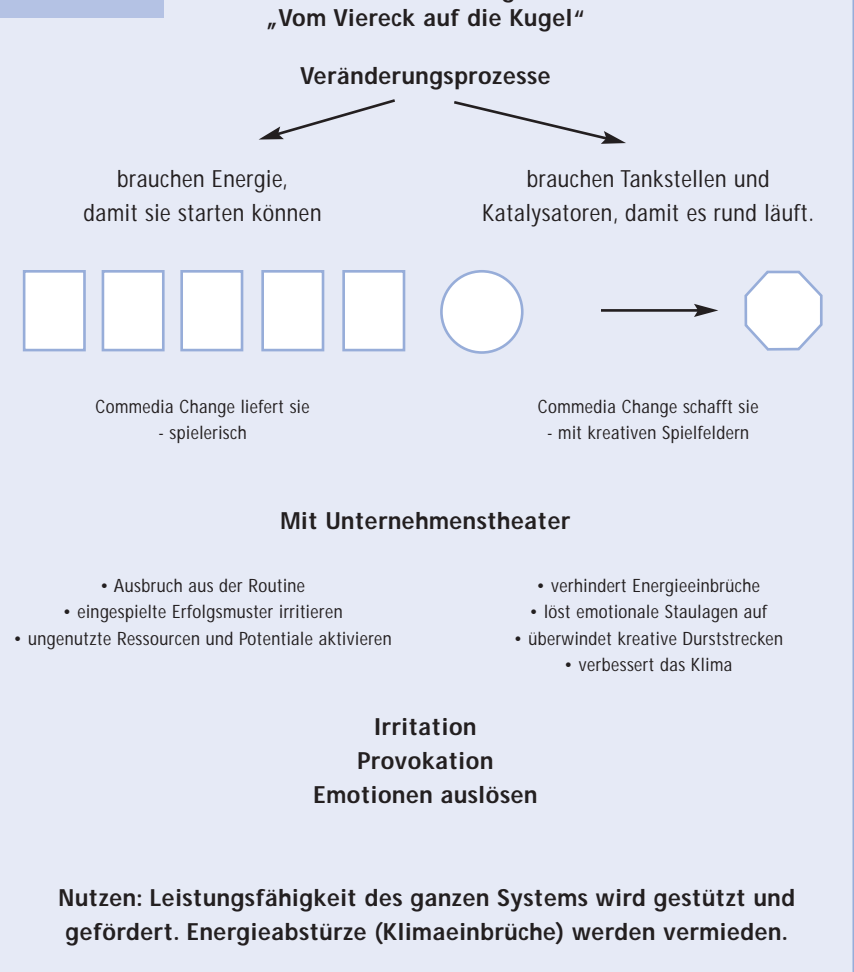 „Vom Viereck auf die Kugel“
Veränderungsprozesse
brauchen Energie,
damit sie starten können
brauchen Tankstellen und
Katalysatoren, damit es rund läuft.
Commedia Change liefert sie
- spielerisch
Commedia Change schafft sie
- mit kreativen Spielfeldern
Mit Unternehmenstheater
• Ausbruch aus der Routine
• eingespielte Erfolgsmuster irritieren
• ungenutzte Ressourcen und Potentiale aktivieren
• verhindert Energieeinbrüche
• löst emotionale Staulagen auf
• überwindet kreative Durststrecken
• verbessert das Klima
Irritation
Provokation
Emotionen auslösen
Nutzen: Leistungsfähigkeit des ganzen Systems wird gestützt und
gefördert. Energieabstürze (Klimaeinbrüche) werden vermieden.